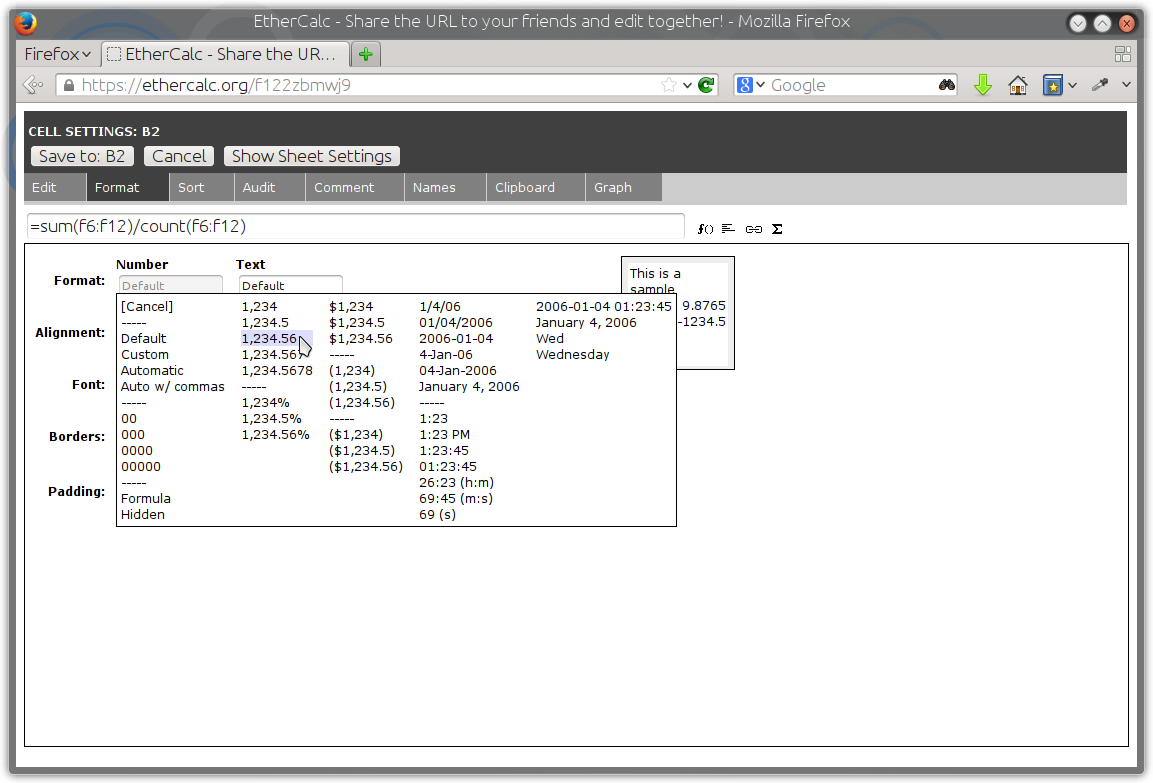 EtherCalc - Share the URL to your friends and edit together! - Mozilla Firefox
Firefox
EtherCalc - Share the UR...
https://ethercalc.org/f122zbmwj9
Google
CELL SETTINGS: B2
Save to: B2 Cancel Show Sheet Settings
Edit Format Sort Audit Comment Names Clipboard Graph
=sum(f6:f12)/count(f6:f12)
f() Σ
Number Text
Format: Default Default
This is a
sample
9.8765
-1234.5
Alignment:
Font:
Borders:
Padding:
[Cancel] 1,234 $1,234 1/4/06 2006-01-04 01:23:45
----- 1,234.5 $1,234.5 01/04/2006 January 4, 2006
Default 1,234.56 $1,234.56 2006-01-04 Wed
Custom 1,234.567 ----- 4-Jan-06 Wednesday
Automatic 1,234.5678 (1,234) 04-Jan-2006
Auto w/ commas ----- (1,234.5) January 4, 2006
----- 1,234% (1,234.56) -----
00 1,234.5% ----- 1:23
000 1,234.56% ($1,234) 1:23 PM
0000 ($1,234.5) 1:23:45
00000 ($1,234.56) 01:23:45
----- 26:23 (h:m)
Formula 69:45 (m:s)
Hidden 69 (s)